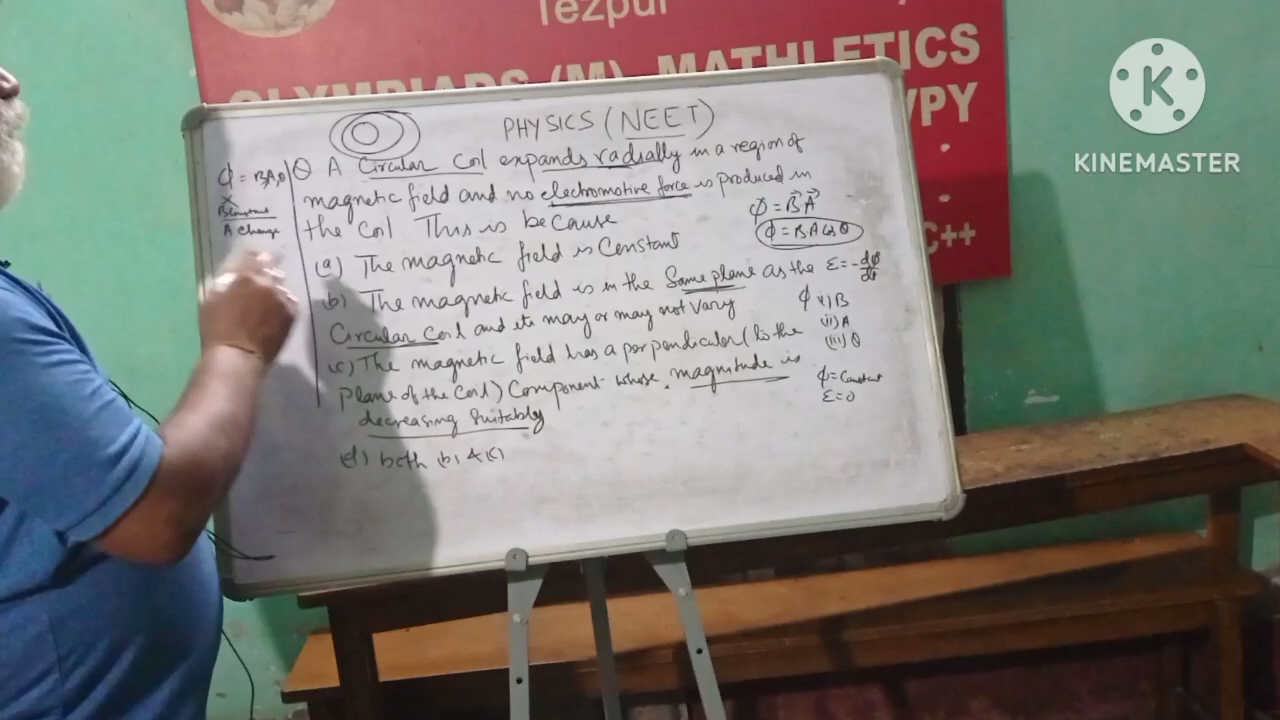 Tezpur
OLYMPIADS (M), MATHLETICS
VPY
C++
K
KINEMASTER
PHYSICS (NEET)
Q A Circular Coil expands radially in a region of
magnetic field and no electromotive force is produced in
the Coil This is because
(a) The magnetic field is Constant
(b) The magnetic field is in the Same plane as the
Circular Coil and its may or may not vary
(c) The magnetic field has a perpendicular (to the
plane of the Coil) Component whose magnitude is
decreasing Suitably
(d) both (b) & (c)
ϕ = B,A,θ
x
B Constant
A change
ϕ = B⃗ A⃗
ϕ = BA Cos θ
ε = -dϕ/dt
ϕ i) B
(ii) A
(iii) θ
ϕ = Constant
ε = 0